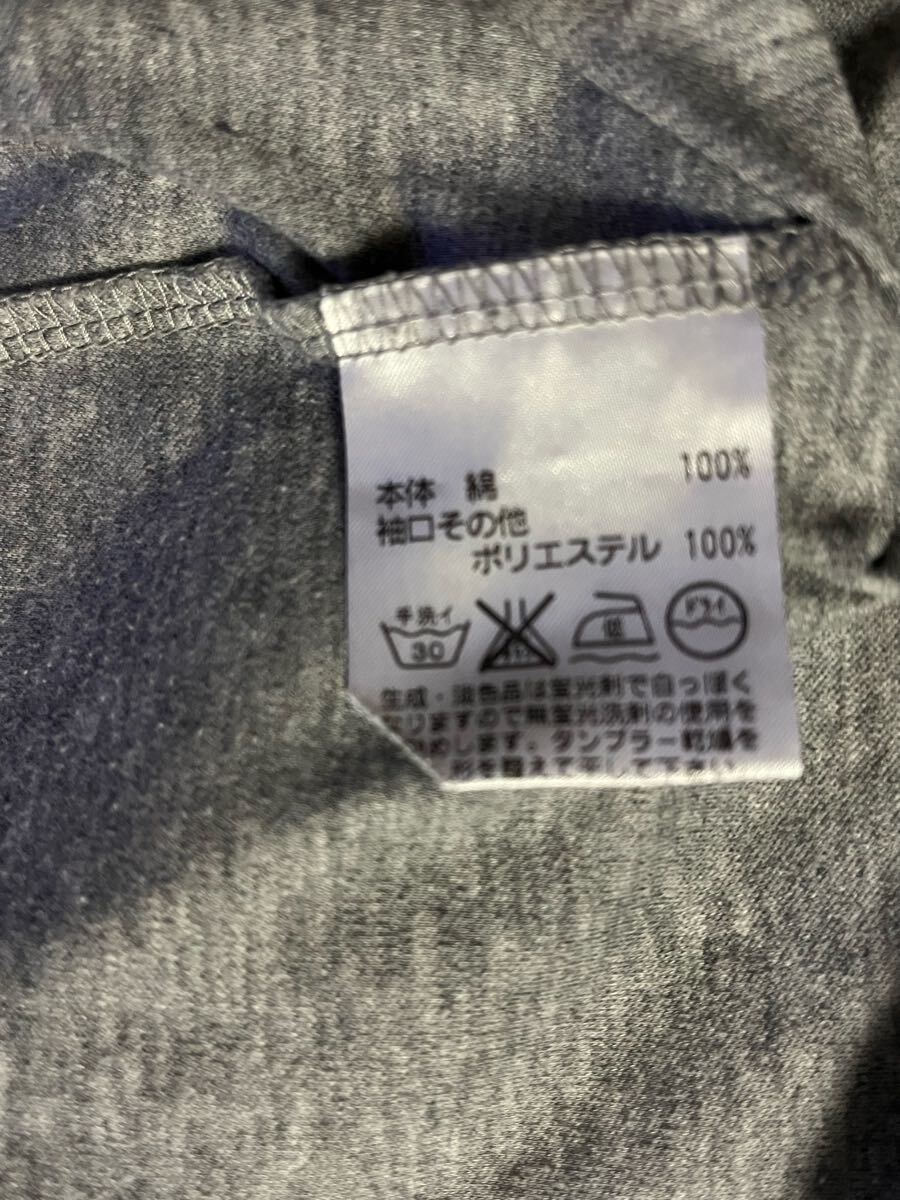 本体 綿 100%
袖口その他
ポリエステル 100%
手洗イ
30
低
ドライ
生成・淡色品は蛍光剤で白っぽく
なりますので無蛍光洗剤の使用を
めします。タンブラー乾燥を
形を整えて干して下さい